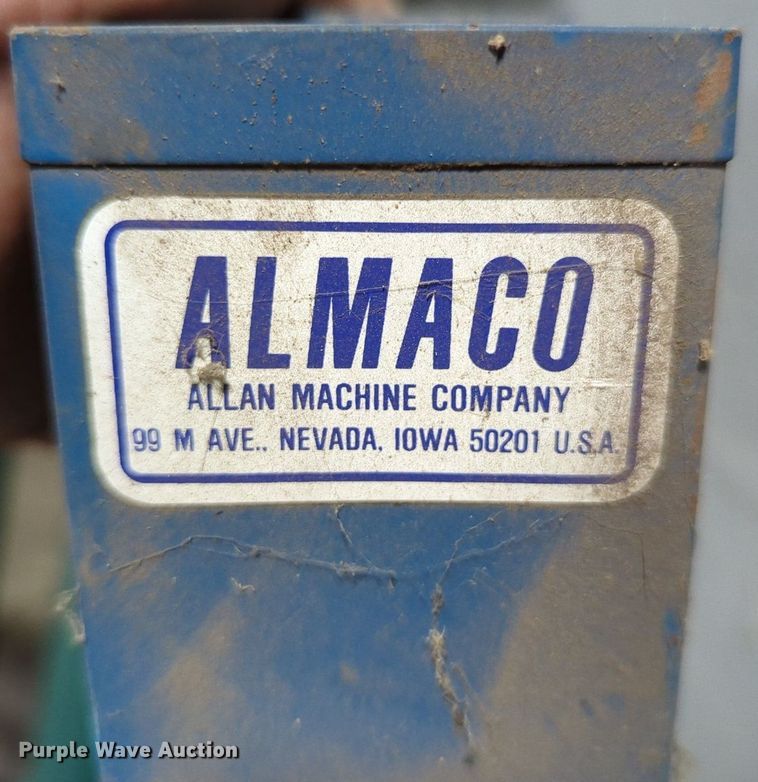 ALMACO
ALLAN MACHINE COMPANY
99 M AVE., NEVADA, IOWA 50201 U.S.A.
Purple Wave Auction